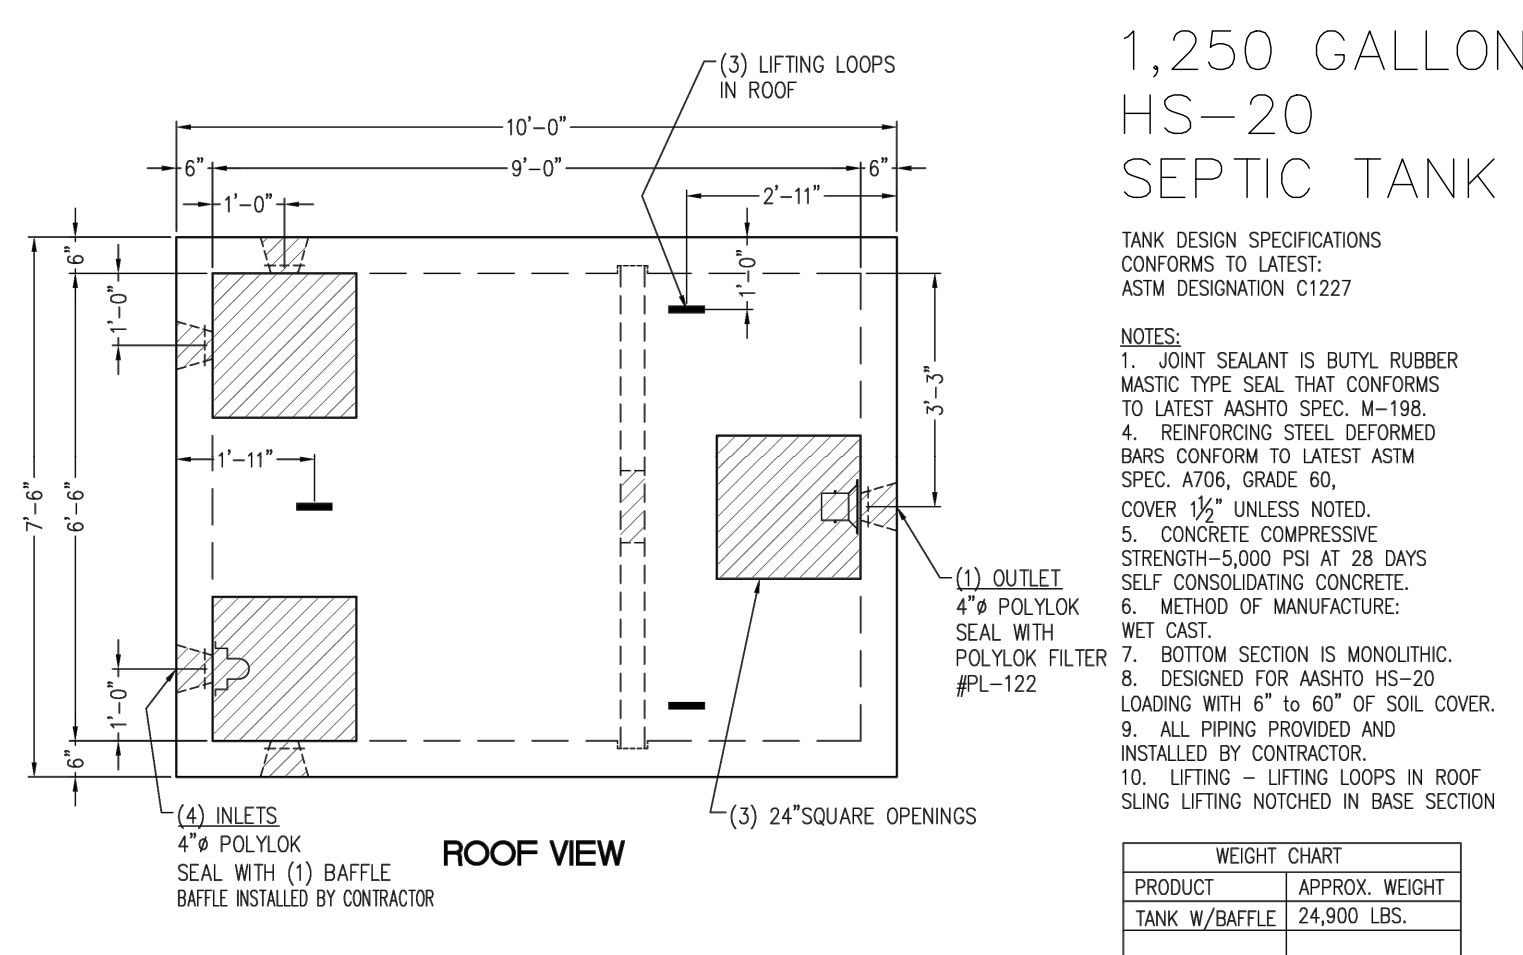 (3) LIFTING LOOPS
IN ROOF
10'-0"
6"
9'-0"
6"
1'-0"
2'-11"
6"
1'-0"
1'-0"
3'-3"
1'-11"
7'-6"
6'-6"
1'-0"
6"
(1) OUTLET
4"ø POLYLOK
SEAL WITH
POLYLOK FILTER
#PL-122
(4) INLETS
4"ø POLYLOK
SEAL WITH (1) BAFFLE
BAFFLE INSTALLED BY CONTRACTOR
(3) 24"SQUARE OPENINGS
ROOF VIEW
1,250 GALLON
HS-20
SEPTIC TANK
TANK DESIGN SPECIFICATIONS
CONFORMS TO LATEST:
ASTM DESIGNATION C1227
NOTES:
1. JOINT SEALANT IS BUTYL RUBBER
MASTIC TYPE SEAL THAT CONFORMS
TO LATEST AASHTO SPEC. M-198.
4. REINFORCING STEEL DEFORMED
BARS CONFORM TO LATEST ASTM
SPEC. A706, GRADE 60,
COVER 1½" UNLESS NOTED.
5. CONCRETE COMPRESSIVE
STRENGTH-5,000 PSI AT 28 DAYS
SELF CONSOLIDATING CONCRETE.
6. METHOD OF MANUFACTURE:
WET CAST.
7. BOTTOM SECTION IS MONOLITHIC.
8. DESIGNED FOR AASHTO HS-20
LOADING WITH 6" to 60" OF SOIL COVER.
9. ALL PIPING PROVIDED AND
INSTALLED BY CONTRACTOR.
10. LIFTING - LIFTING LOOPS IN ROOF
SLING LIFTING NOTCHED IN BASE SECTION
WEIGHT CHART
PRODUCT APPROX. WEIGHT
TANK W/BAFFLE 24,900 LBS.